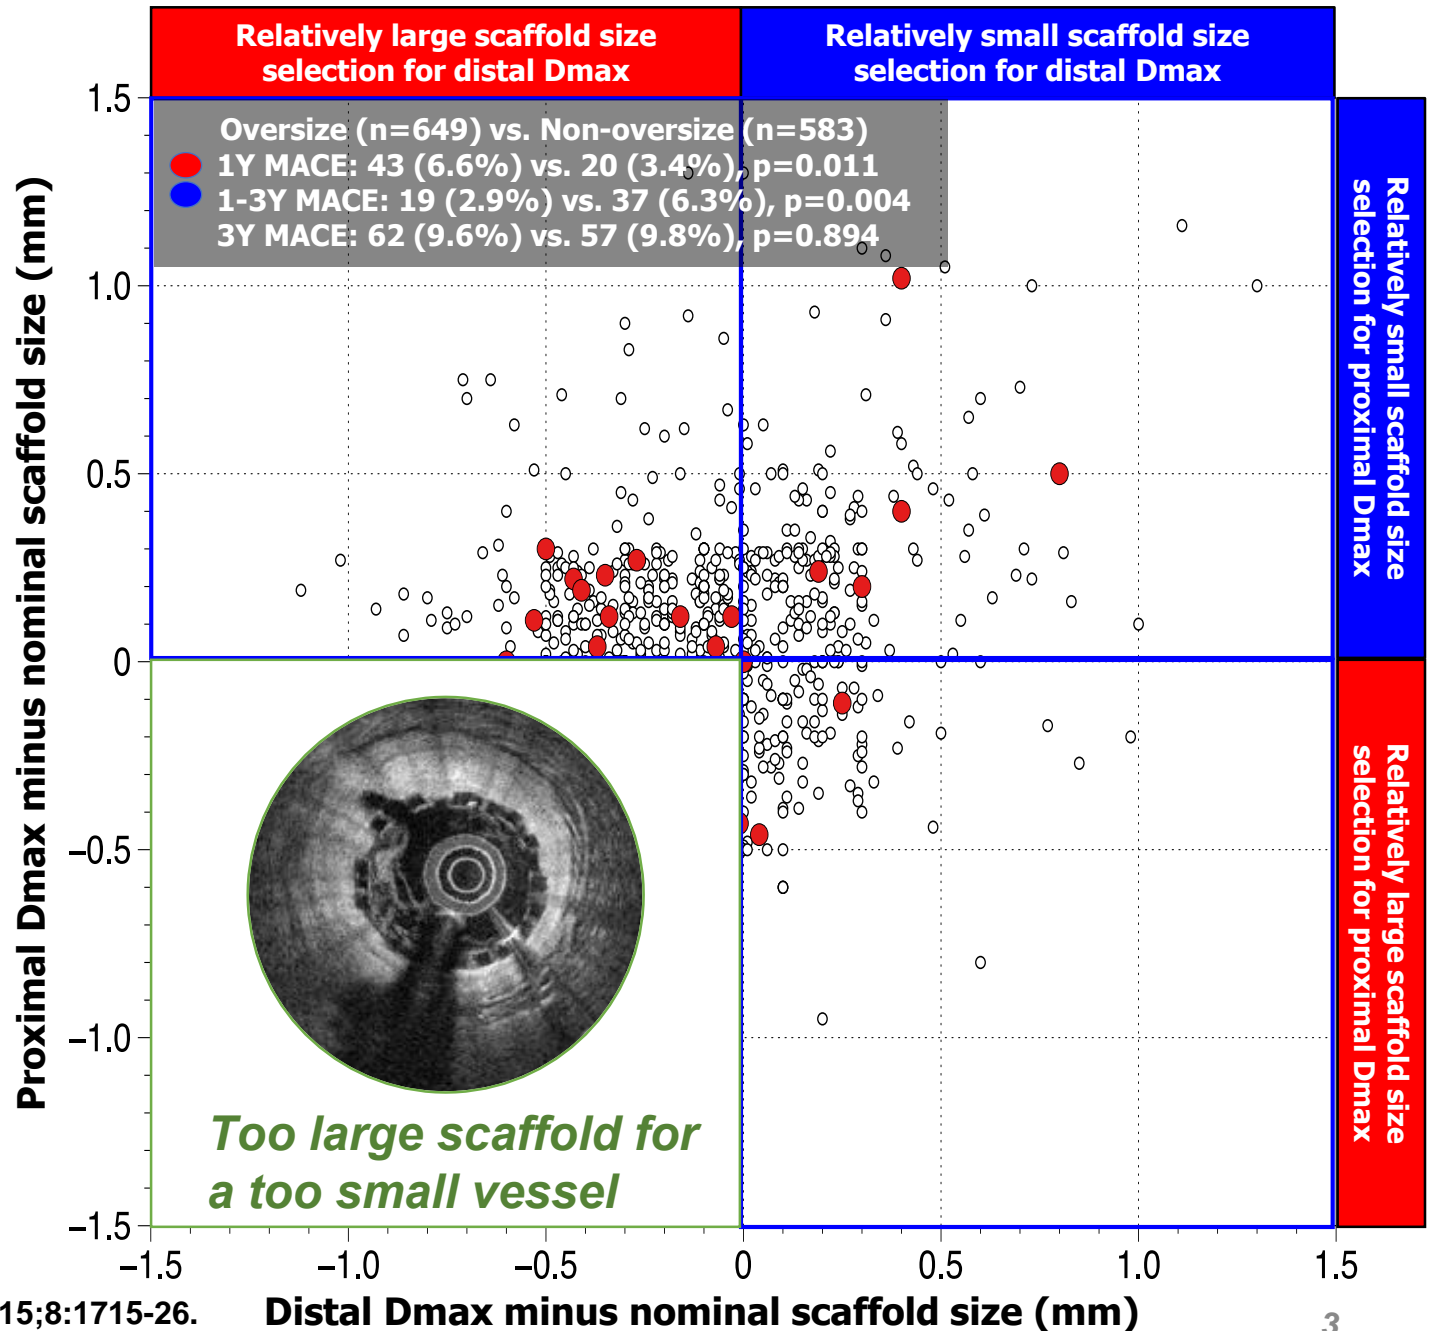 Relatively large scaffold size
selection for distal Dmax
Relatively small scaffold size
selection for distal Dmax
Oversize (n=649) vs. Non-oversize (n=583)
1Y MACE: 43 (6.6%) vs. 20 (3.4%), p=0.011
1-3Y MACE: 19 (2.9%) vs. 37 (6.3%), p=0.004
3Y MACE: 62 (9.6%) vs. 57 (9.8%), p=0.894
Proximal Dmax minus nominal scaffold size (mm)
1.5
1.0
0.5
0
−0.5
−1.0
−1.5
Relatively small scaffold size
selection for proximal Dmax
Relatively large scaffold size
selection for proximal Dmax
Too large scaffold for
a too small vessel
−1.5
−1.0
−0.5
0
0.5
1.0
1.5
15;8:1715-26.
Distal Dmax minus nominal scaffold size (mm)
3